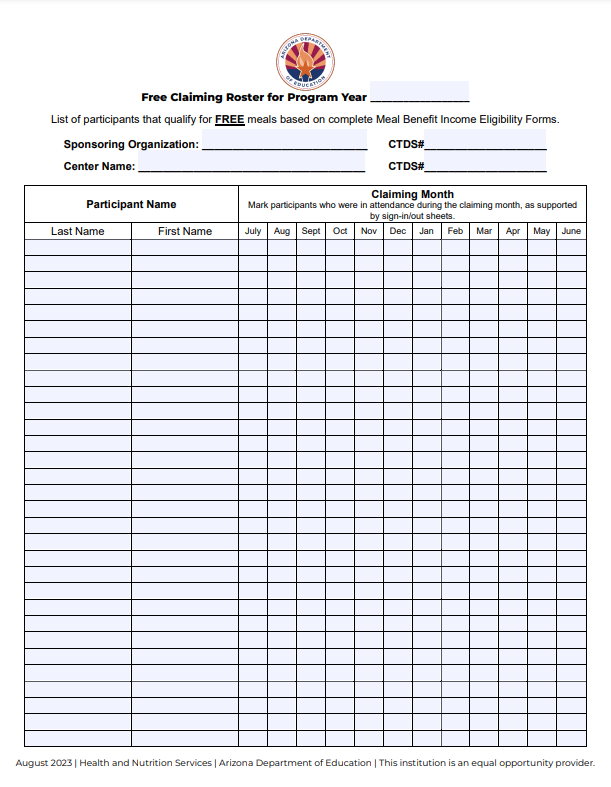 ARIZONA DEPARTMENT
OF EDUCATION
Free Claiming Roster for Program Year _______________
List of participants that qualify for FREE meals based on complete Meal Benefit Income Eligibility Forms.
Sponsoring Organization: ___________________________ CTDS#____________________
Center Name: _____________________________________ CTDS#____________________
Participant Name
Claiming Month
Mark participants who were in attendance during the claiming month, as supported
by sign-in/out sheets.
Last Name First Name July Aug Sept Oct Nov Dec Jan Feb Mar Apr May June
August 2023 | Health and Nutrition Services | Arizona Department of Education | This institution is an equal opportunity provider.